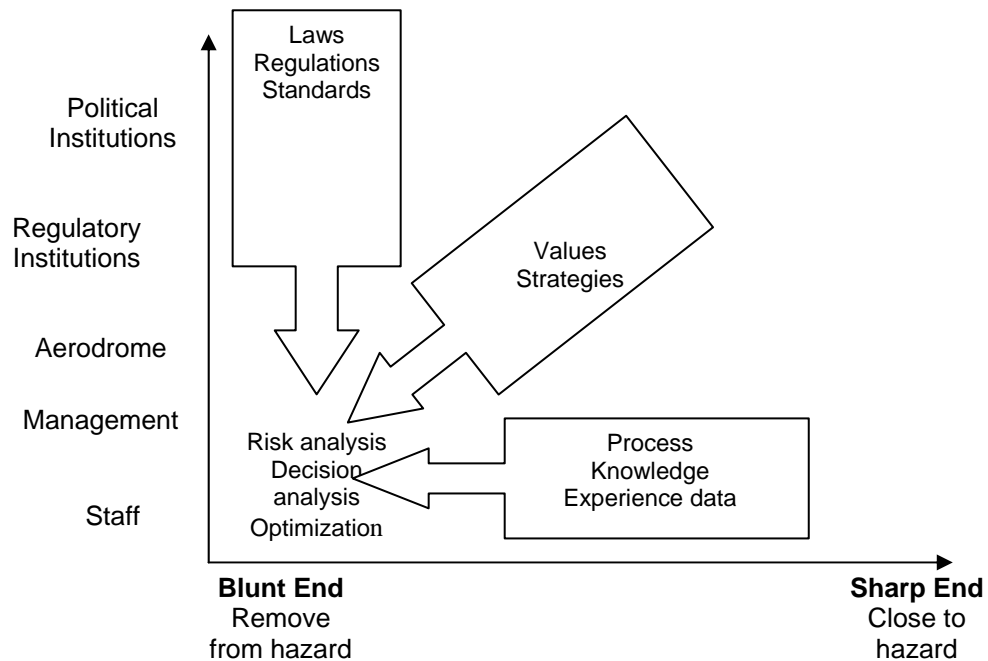 Laws
Regulations
Standards
Political
Institutions
Regulatory
Institutions
Values
Strategies
Aerodrome
Management
Risk analysis
Decision
analysis
Optimization
Process
Knowledge
Experience data
Staff
Blunt End
Remove
from hazard
Sharp End
Close to
hazard